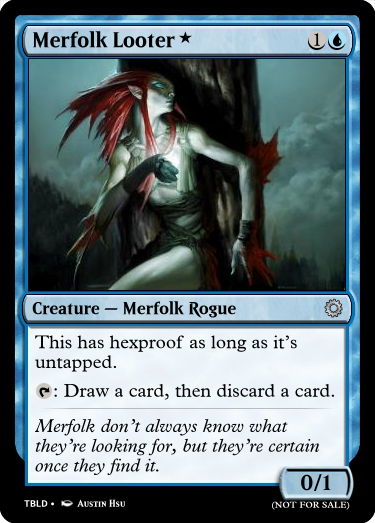 Merfolk Looter ★ 1
Creature — Merfolk Rogue
This has hexproof as long as it's
untapped.
: Draw a card, then discard a card.
Merfolk don't always know what
they're looking for, but they're certain
once they find it.
0/1
TBLD • Austin Hsu
(NOT FOR SALE)